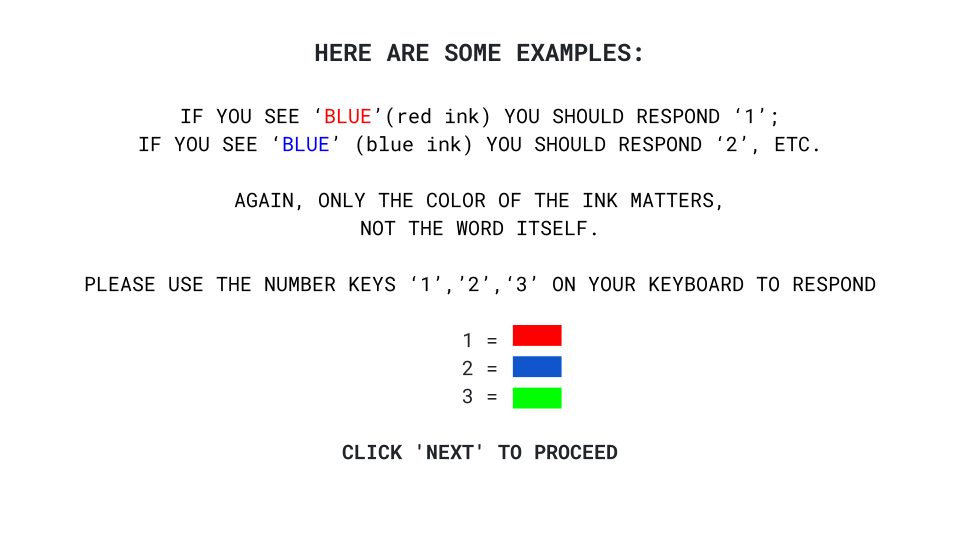 HERE ARE SOME EXAMPLES:
IF YOU SEE ‘BLUE’(red ink) YOU SHOULD RESPOND ‘1’;
IF YOU SEE ‘BLUE’ (blue ink) YOU SHOULD RESPOND ‘2’, ETC.
AGAIN, ONLY THE COLOR OF THE INK MATTERS,
NOT THE WORD ITSELF.
PLEASE USE THE NUMBER KEYS ‘1’,’2’,‘3’ ON YOUR KEYBOARD TO RESPOND
1 =
2 =
3 =
CLICK 'NEXT' TO PROCEED